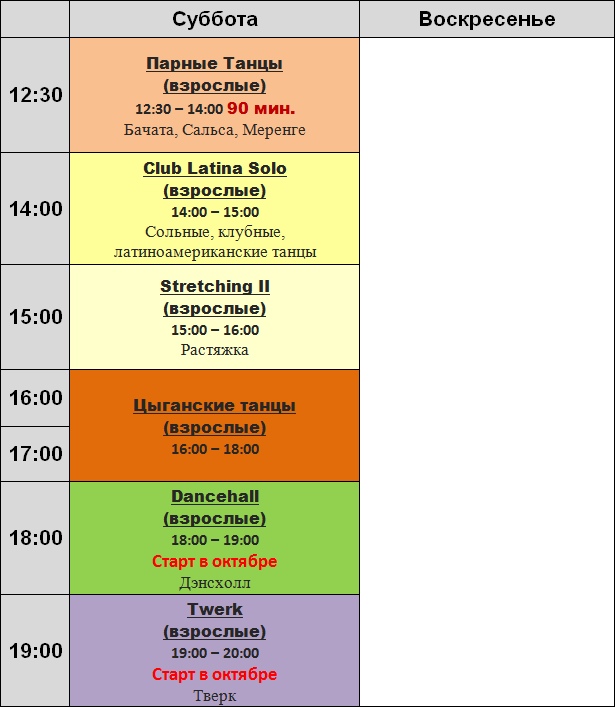 Суббота
Воскресенье
12:30
Парные Танцы
(взрослые)
12:30 – 14:00 90 мин.
Бачата, Сальса, Меренге
14:00
Club Latina Solo
(взрослые)
14:00 – 15:00
Сольные, клубные,
латиноамериканские танцы
15:00
Stretching II
(взрослые)
15:00 – 16:00
Растяжка
16:00
17:00
Цыганские танцы
(взрослые)
16:00 – 18:00
18:00
Dancehall
(взрослые)
18:00 – 19:00
Старт в октябре
Дэнсхолл
19:00
Twerk
(взрослые)
19:00 – 20:00
Старт в октябре
Тверк